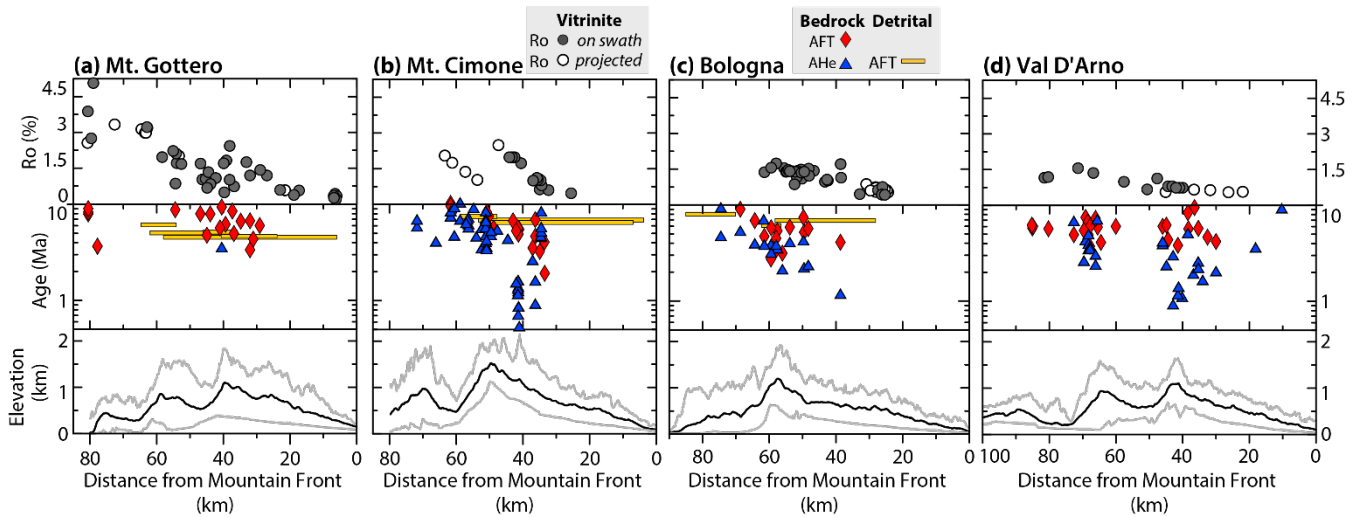 Vitrinite
Ro on swath
Ro projected
Bedrock Detrital
AFT
AHe AFT
(a) Mt. Gottero
(b) Mt. Cimone
(c) Bologna
(d) Val D'Arno
Ro (%)
4.5
3
1.5
0
4.5
3
1.5
0
Age (Ma)
10
1
10
1
Elevation
(km)
2
1
0
2
1
0
80 60 40 20 0
Distance from Mountain Front
(km)
80 60 40 20 0
Distance from Mountain Front
(km)
80 60 40 20 0
Distance from Mountain Front
(km)
100 80 60 40 20 0
Distance from Mountain Front
(km)